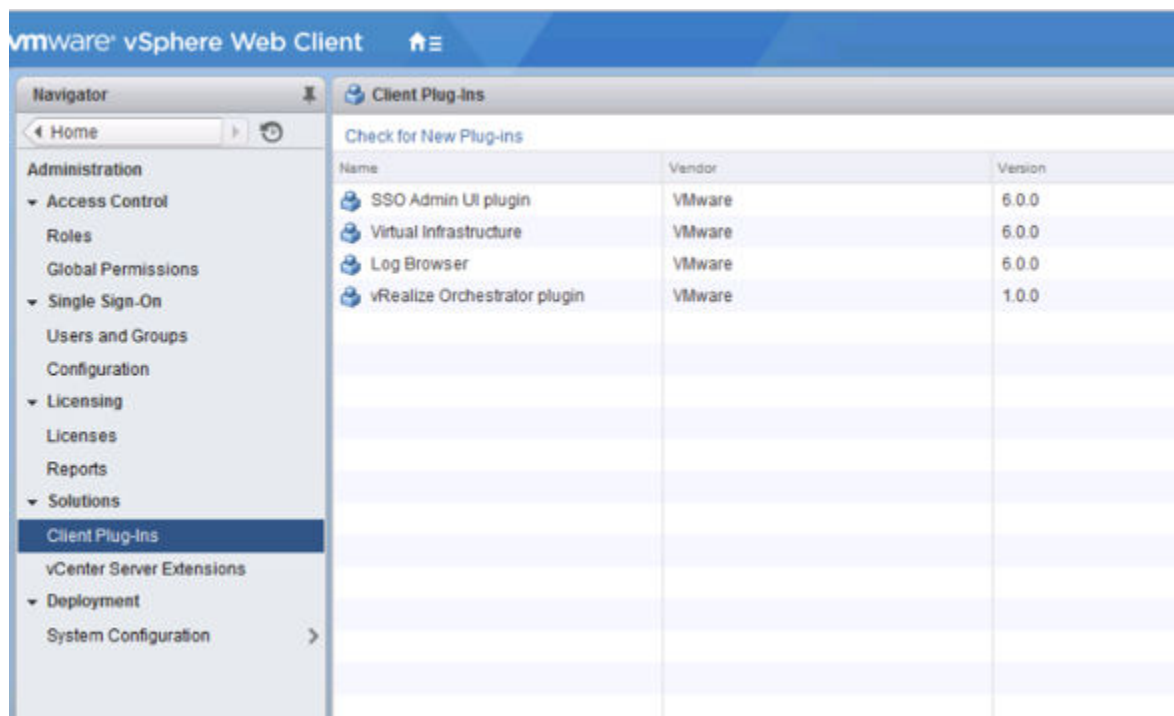 vmware® vSphere Web Client
Navigator
Client Plug-Ins
Home
Check for New Plug-ins
Administration
Name Vendor Version
Access Control
SSO Admin UI plugin VMware 6.0.0
Roles
Virtual Infrastructure VMware 6.0.0
Global Permissions
Log Browser VMware 6.0.0
Single Sign-On
vRealize Orchestrator plugin VMware 1.0.0
Users and Groups
Configuration
Licensing
Licenses
Reports
Solutions
Client Plug-Ins
vCenter Server Extensions
Deployment
System Configuration